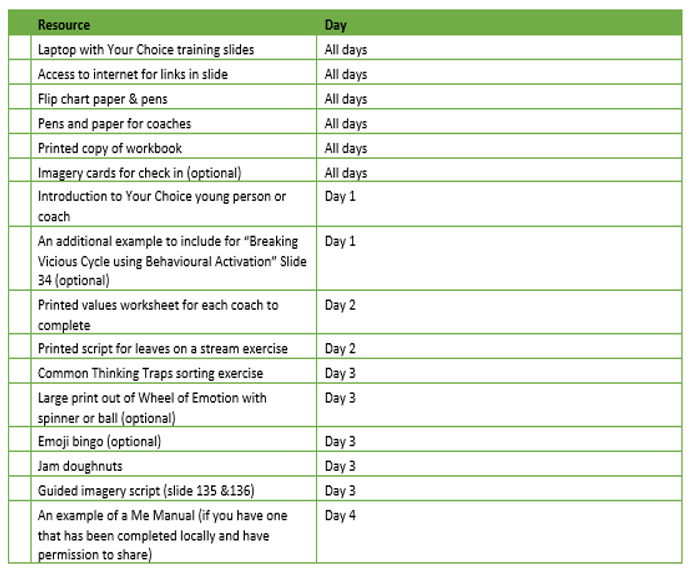 Resource Day
Laptop with Your Choice training slides All days
Access to internet for links in slide All days
Flip chart paper & pens All days
Pens and paper for coaches All days
Printed copy of workbook All days
Imagery cards for check in (optional) All days
Introduction to Your Choice young person or Day 1
coach
An additional example to include for “Breaking Day 1
Vicious Cycle using Behavioural Activation” Slide
34 (optional)
Printed values worksheet for each coach to Day 2
complete
Printed script for leaves on a stream exercise Day 2
Common Thinking Traps sorting exercise Day 3
Large print out of Wheel of Emotion with Day 3
spinner or ball (optional)
Emoji bingo (optional) Day 3
Jam doughnuts Day 3
Guided imagery script (slide 135 &136) Day 3
An example of a Me Manual (if you have one Day 4
that has been completed locally and have
permission to share)